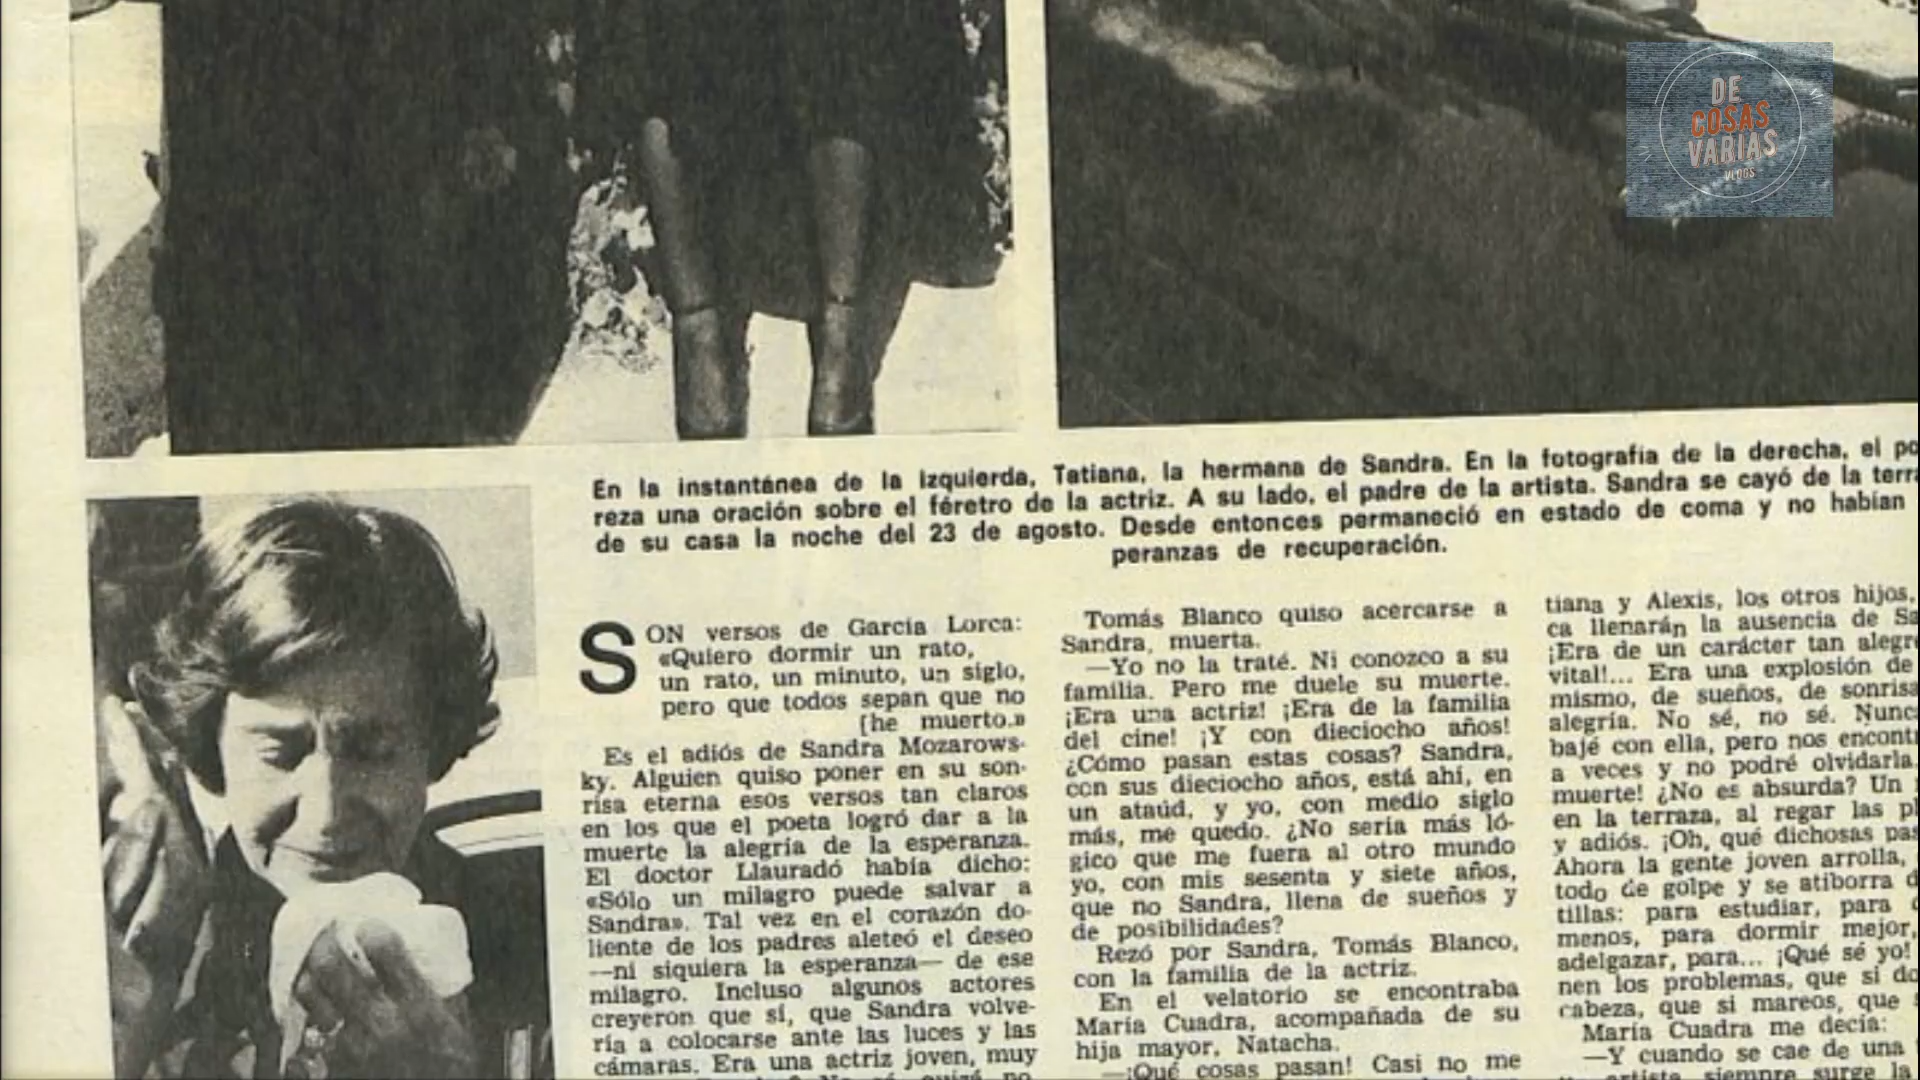 DE
COSAS
VARIAS
VLOGS
En la instantánea de la izquierda, Tatiana, la hermana de Sandra. En la fotografía de la derecha, el
reza una oración sobre el féretro de la actriz. A su lado, el padre de la artista. Sandra se cayó de la
de su casa la noche del 23 de agosto. Desde entonces permaneció en estado de coma y no habían
peranzas de recuperación.
SON versos de García Lorca:
«Quiero dormir un rato,
un rato, un minuto, un siglo,
pero que todos sepan que no
[he muerto.»
Es el adiós de Sandra Mozarows-
ky. Alguien quiso poner en su son-
risa eterna esos versos tan claros
en los que el poeta logró dar a la
muerte la alegría de la esperanza.
El doctor Llauradó había dicho:
«Sólo un milagro puede salvar a
Sandra». Tal vez en el corazón do-
liente de los padres aleteó el deseo
—ni siquiera la esperanza— de ese
milagro. Incluso algunos actores
creyeron que sí, que Sandra volve-
ría a colocarse ante las luces y las
cámaras. Era una actriz joven, muy
Tomás Blanco quiso acercarse a
Sandra, muerta.
—Yo no la traté. Ni conozco a su
familia. Pero me duele su muerte.
¡Era una actriz! ¡Era de la familia
del cine! ¡Y con dieciocho años!
¿Cómo pasan estas cosas? Sandra,
con sus dieciocho años, está ahí, en
un ataúd, y yo, con medio siglo
más, me quedo. ¿No sería más ló-
gico que me fuera al otro mundo
yo, con mis sesenta y siete años,
que no Sandra, llena de sueños y
de posibilidades?
Rezó por Sandra, Tomás Blanco,
con la familia de la actriz.
En el velatorio se encontraba
María Cuadra, acompañada de su
hija mayor, Natacha.
—¡Qué cosas pasan! Casi no me
tiana y Alexis, los otros hijos,
ca llenarán la ausencia de
¡Era de un carácter tan
vital!... Era una explosión de
mismo, de sueños, de
alegría. No sé, no sé.
bajé con ella, pero nos
a veces y no podré olvidarla.
muerte! ¿No es absurda? Un
en la terraza, al regar las
y adiós. ¡Oh, qué dichosas
Ahora la gente joven arrolla,
todo de golpe y se atiborra
tillas: para estudiar, para
menos, para dormir mejor,
adelgazar, para... ¡Qué sé yo!
nen los problemas, que si
cabeza, que si mareos, que
María Cuadra me decía:
—Y cuando se cae de una
artista, siempre surge la